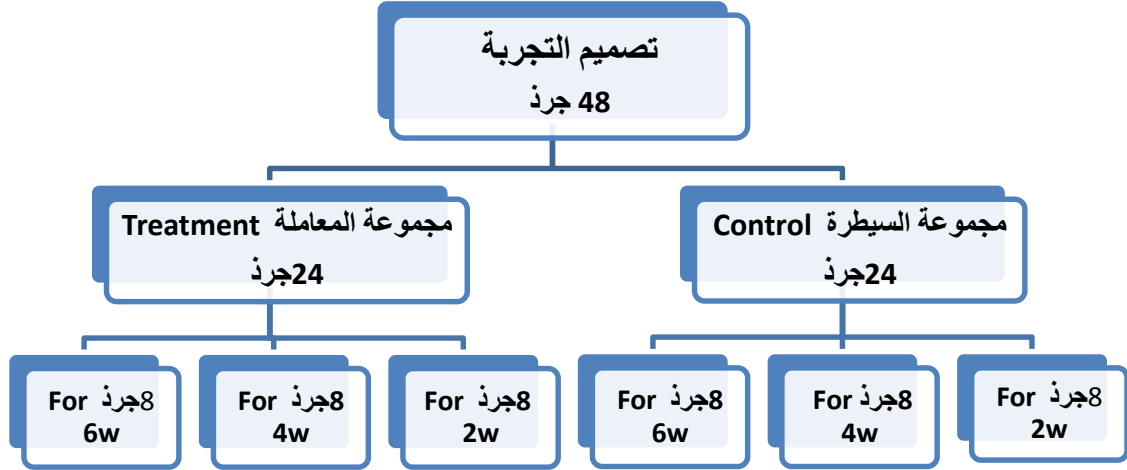 تصميم التجربة
48 جرذ
مجموعة السيطرة Control
24جرذ
مجموعة المعاملة Treatment
24جرذ
8جرذ For
2w
8جرذ For
4w
8جرذ For
6w
8جرذ For
2w
8جرذ For
4w
8جرذ For
6w